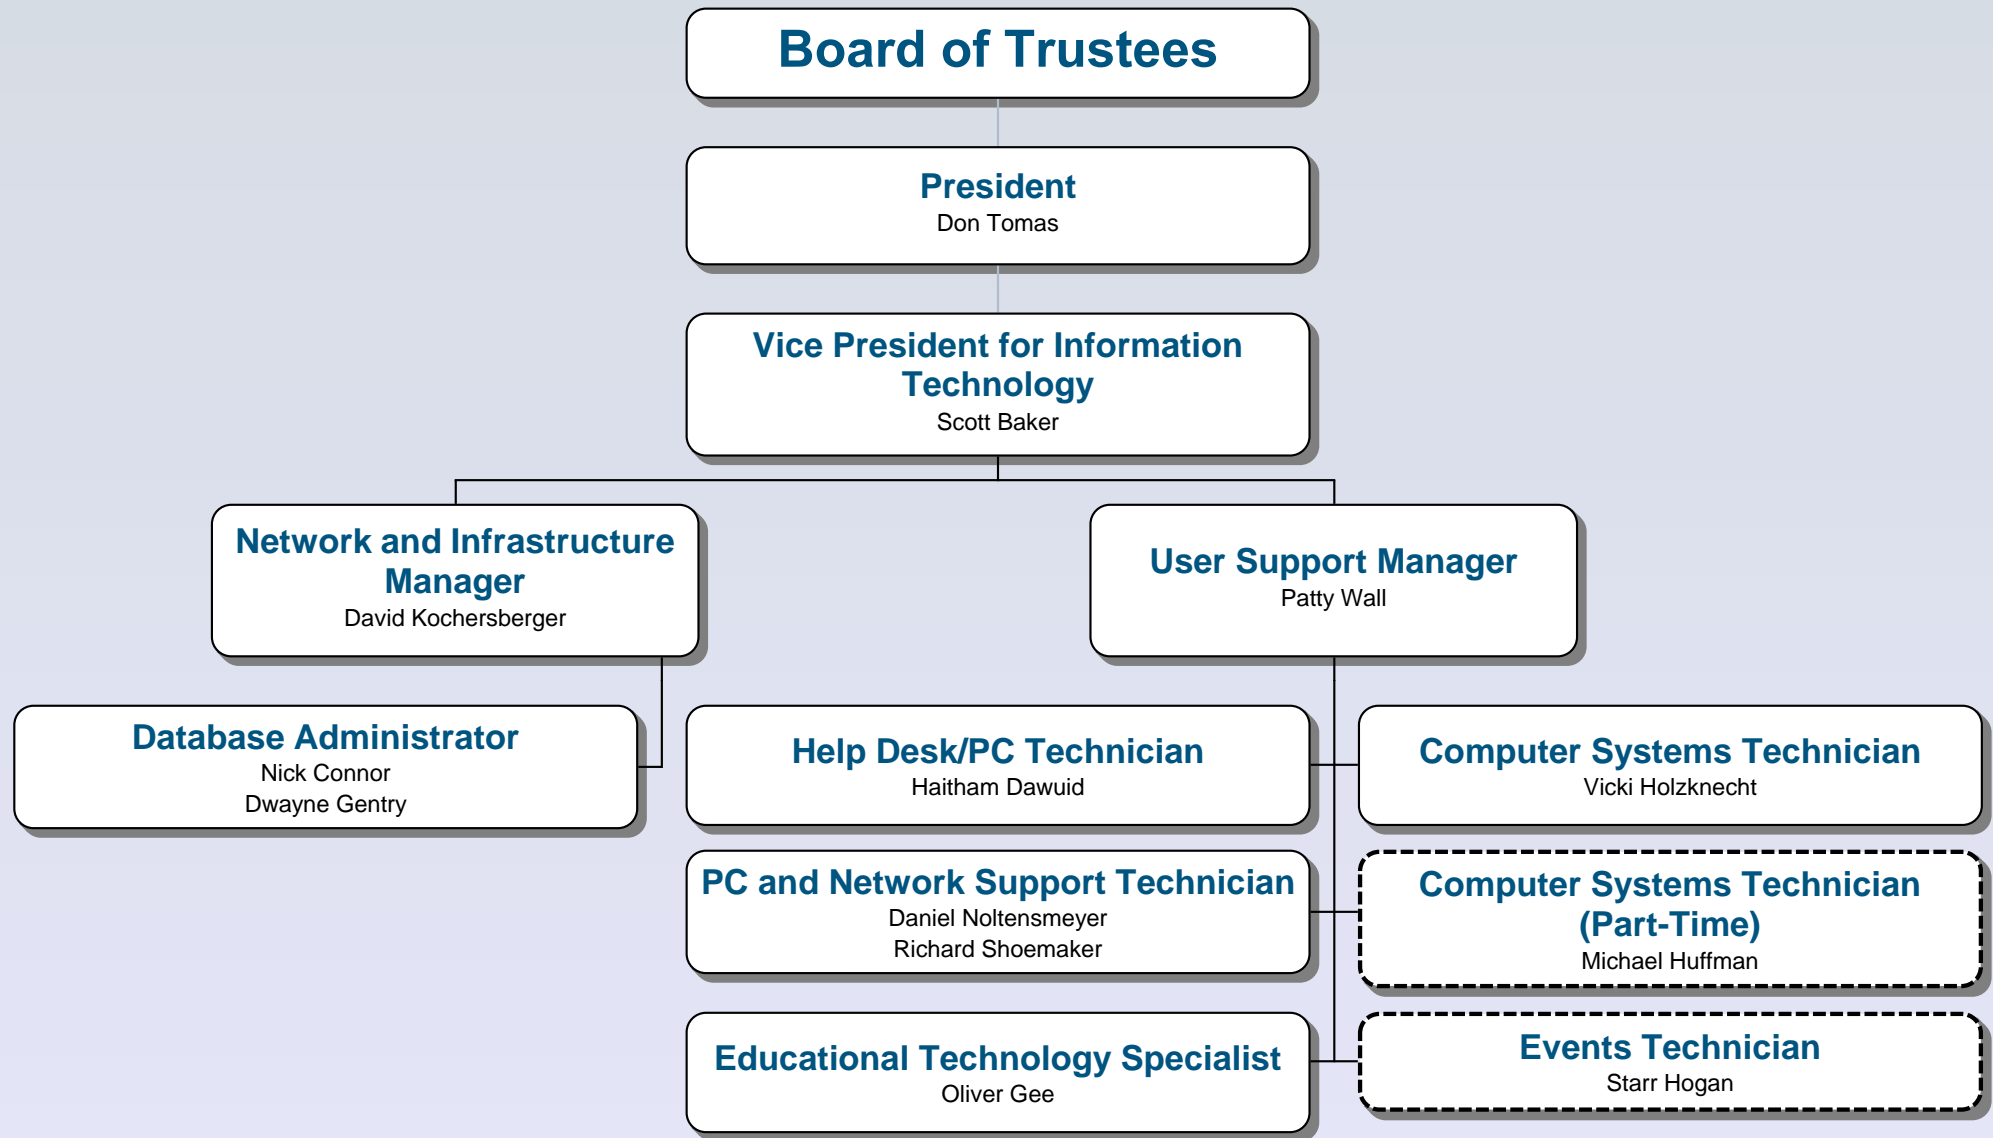 Board of Trustees
President
Don Tomas
Vice President for Information
Technology
Scott Baker
Network and Infrastructure
Manager
David Kochersberger
User Support Manager
Patty Wall
Database Administrator
Nick Connor
Dwayne Gentry
Help Desk/PC Technician
Haitham Dawuid
Computer Systems Technician
Vicki Holzknecht
PC and Network Support Technician
Daniel Noltensmeyer
Richard Shoemaker
Computer Systems Technician
(Part-Time)
Michael Huffman
Educational Technology Specialist
Oliver Gee
Events Technician
Starr Hogan